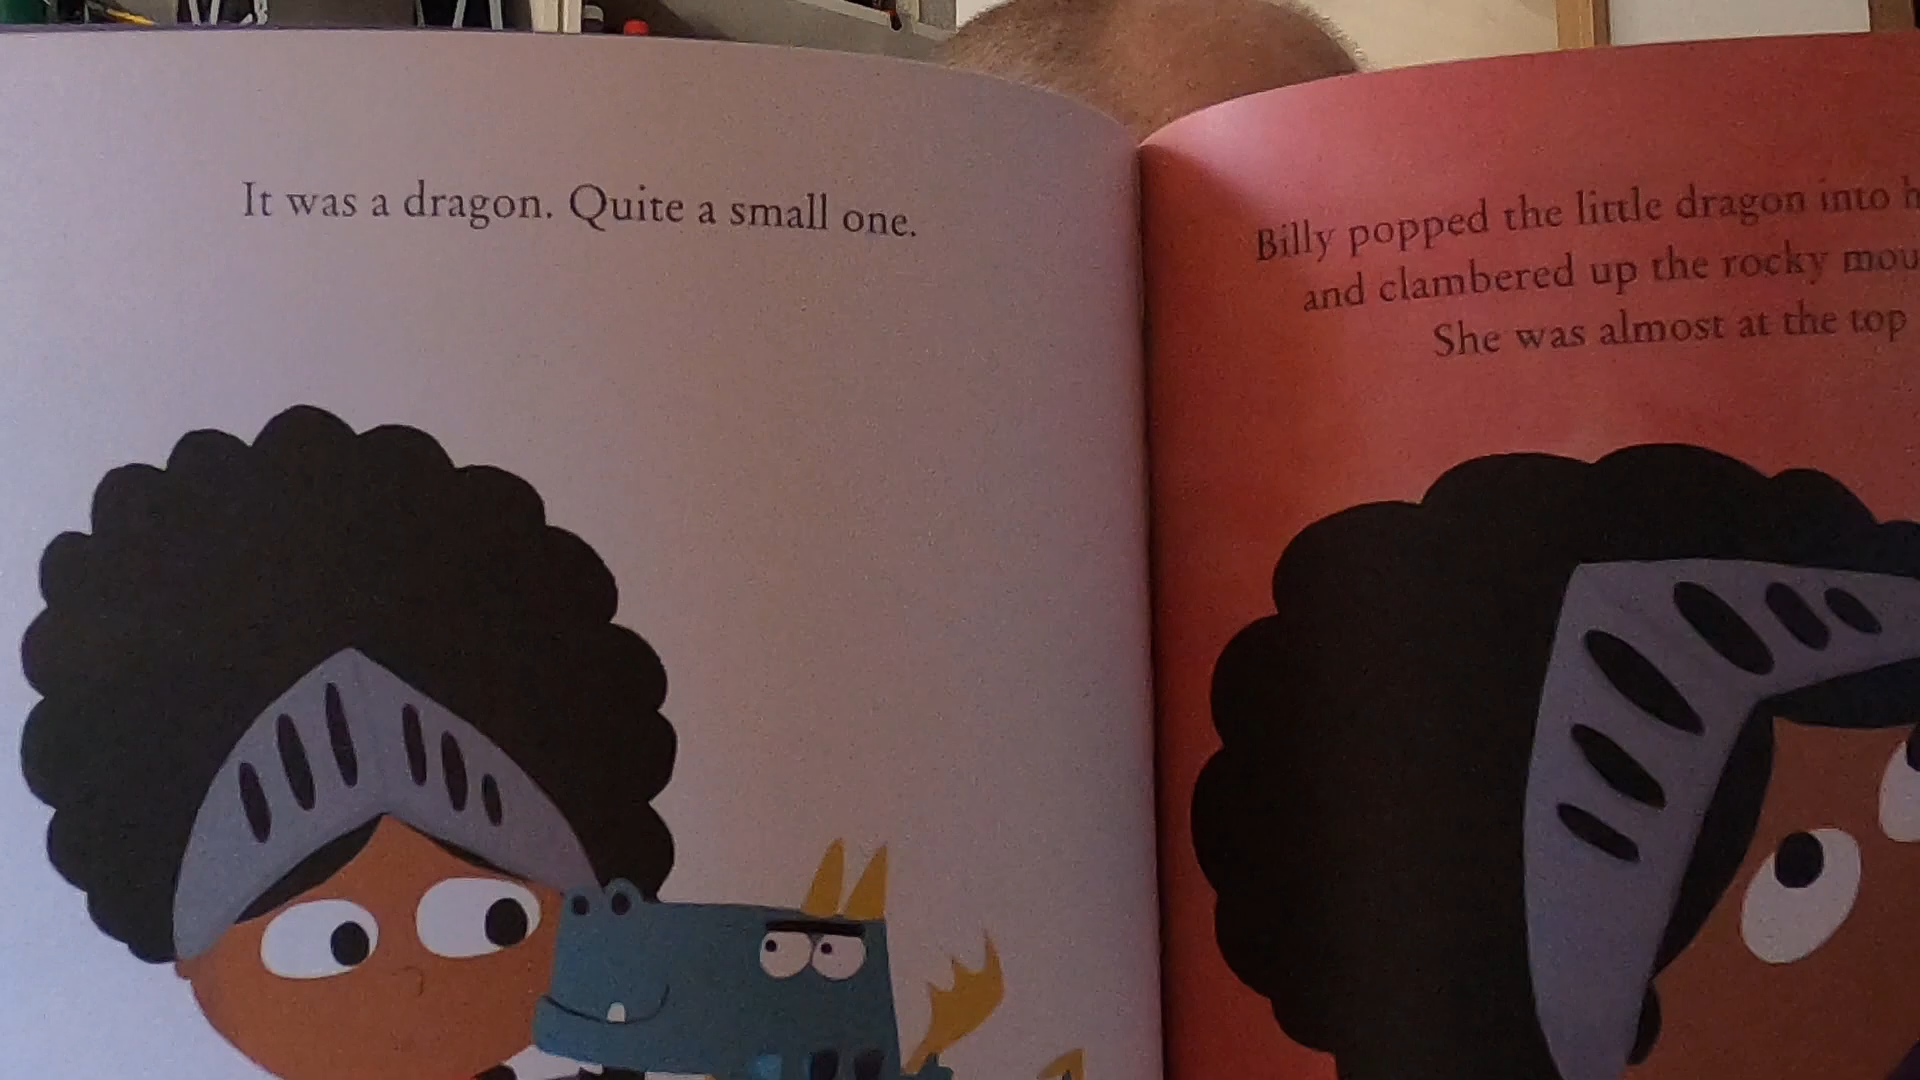 It was a dragon. Quite a small one.
Billy popped the little dragon into
and clambered up the rocky
She was almost at the top